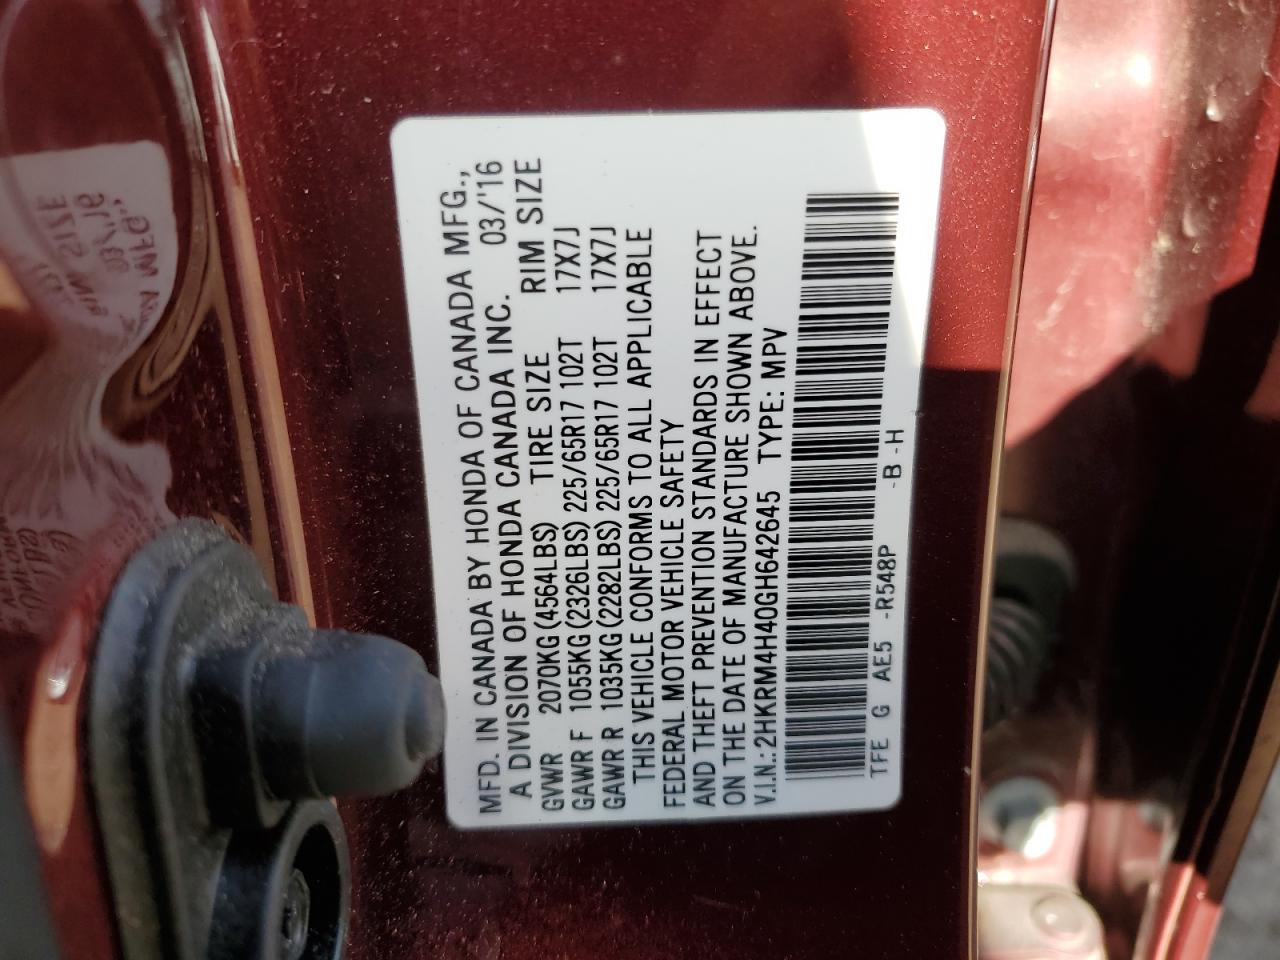 MFD. IN CANADA BY HONDA OF CANADA MFG.,
A DIVISION OF HONDA CANADA INC. 03/'16
GVWR 2070KG (4564LBS) TIRE SIZE RIM SIZE
GAWR F 1055KG (2326LBS) 225/65R17 102T 17X7J
GAWR R 1035KG (2282LBS) 225/65R17 102T 17X7J
THIS VEHICLE CONFORMS TO ALL APPLICABLE
FEDERAL MOTOR VEHICLE SAFETY
AND THEFT PREVENTION STANDARDS IN EFFECT
ON THE DATE OF MANUFACTURE SHOWN ABOVE.
V.I.N.: 2HKRM4H40GH642645 TYPE: MPV
TFE G AE5 -R548P -B -H